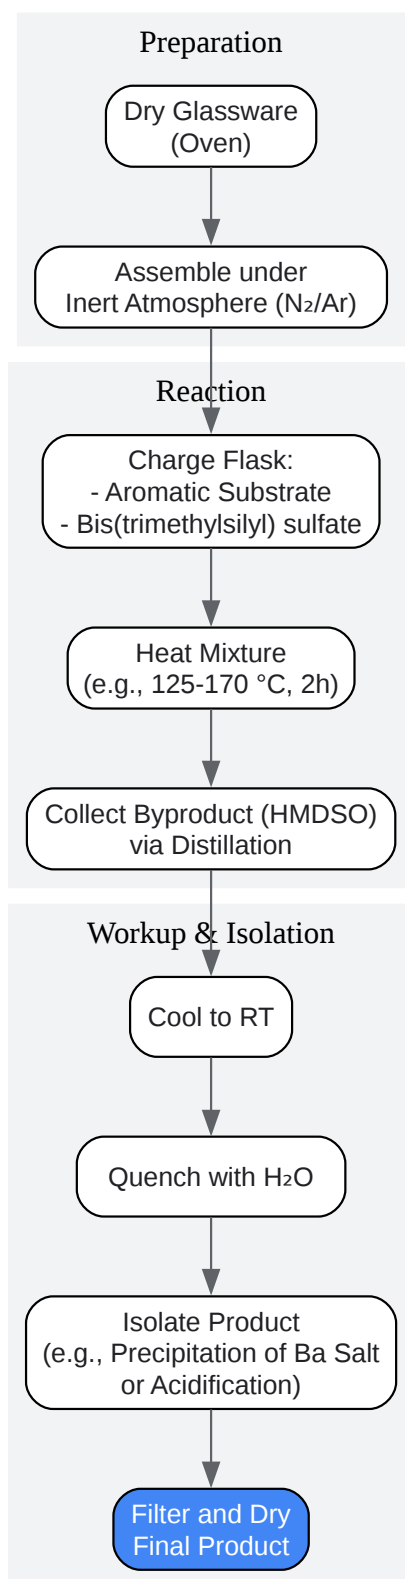 Preparation
Dry Glassware
(Oven)
Assemble under
Inert Atmosphere (N₂/Ar)
Reaction
Charge Flask:
- Aromatic Substrate
- Bis(trimethylsilyl) sulfate
Heat Mixture
(e.g., 125-170 °C, 2h)
Collect Byproduct (HMDSO)
via Distillation
Workup & Isolation
Cool to RT
Quench with H₂O
Isolate Product
(e.g., Precipitation of Ba Salt
or Acidification)
Filter and Dry
Final Product